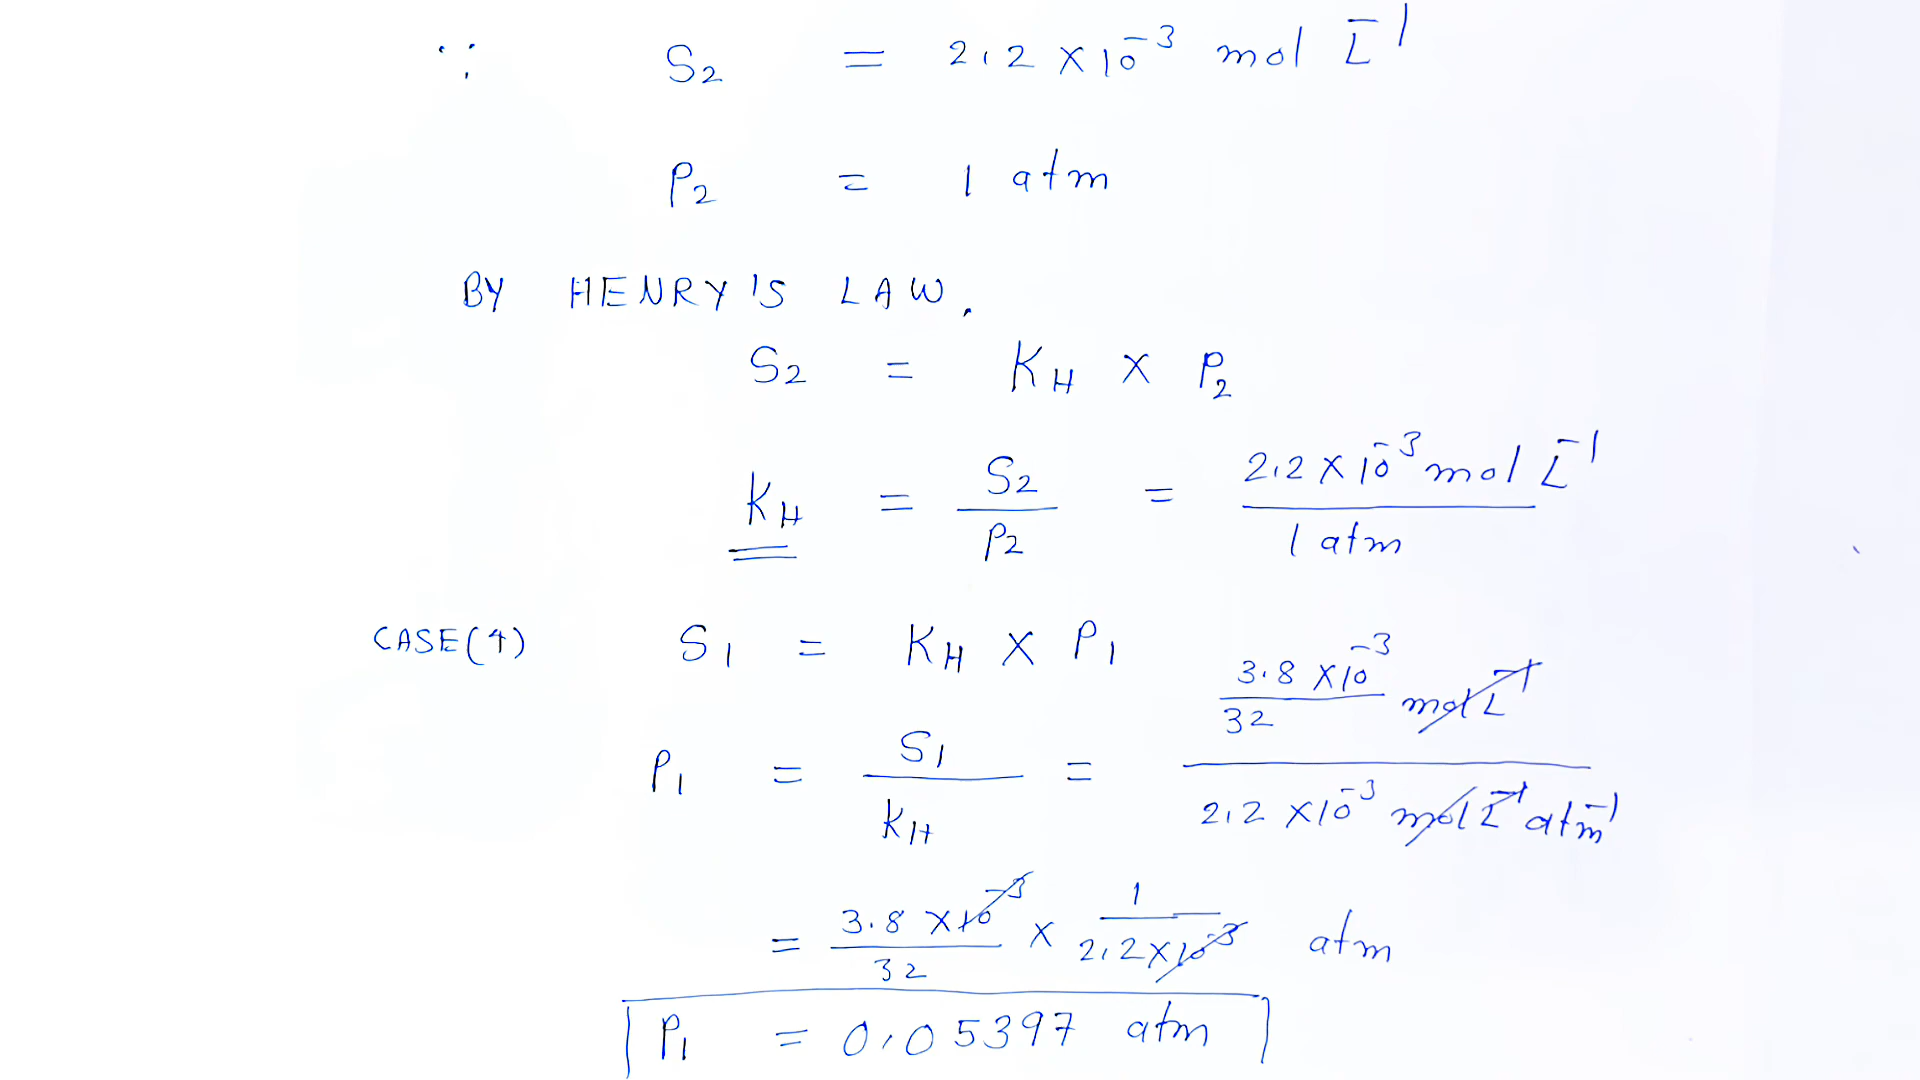 ∵ S₂ = 2.2 × 10⁻³ mol L⁻¹
P₂ = 1 atm
BY HENRY'S LAW,
S₂ = K_H × P₂
K_H = S₂/P₂ = 2.2 × 10⁻³ mol L⁻¹ / 1 atm
CASE(1) S₁ = K_H × P₁
P₁ = S₁/K_H = (3.8 × 10⁻³/32) mol L⁻¹ / 2.2 × 10⁻³ mol L⁻¹ atm⁻¹
= 3.8 × 10⁻³/32 × 1/2.2 × 10⁻³ atm
P₁ = 0.05397 atm